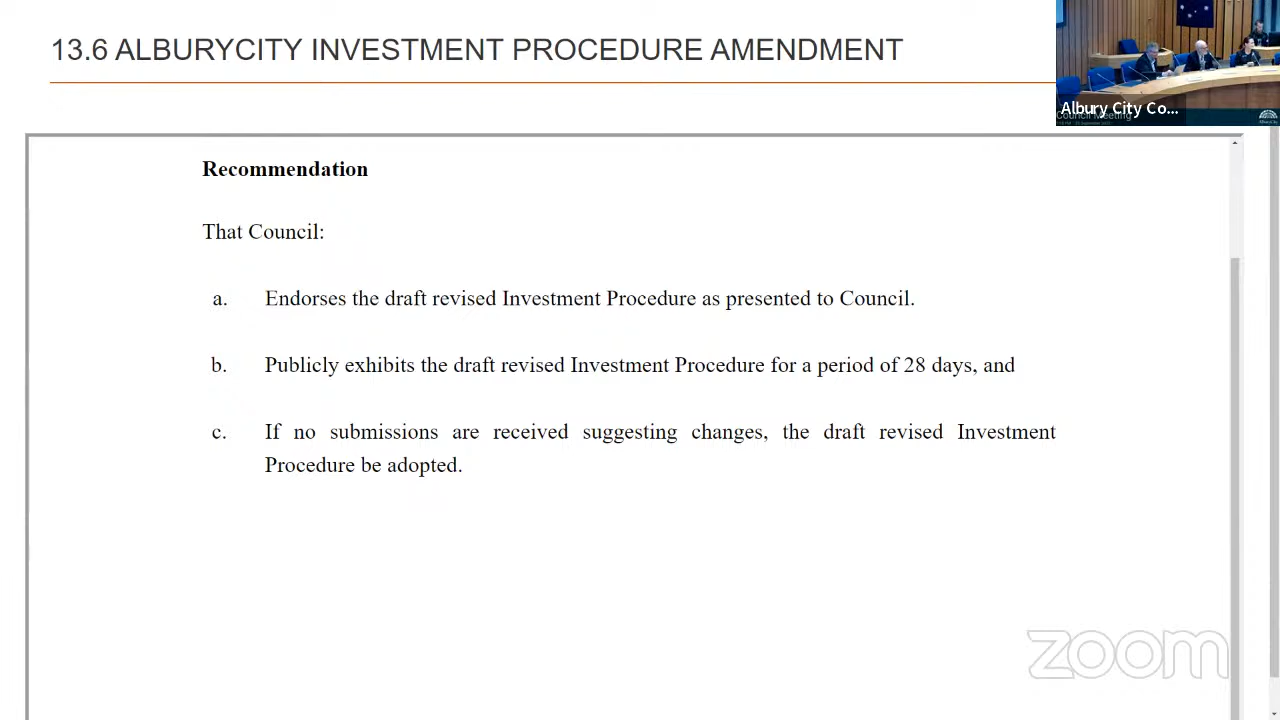 13.6 ALBURYCITY INVESTMENT PROCEDURE AMENDMENT
Albury City Co...
Council Meeting
Recommendation
That Council:
a. Endorses the draft revised Investment Procedure as presented to Council.
b. Publicly exhibits the draft revised Investment Procedure for a period of 28 days, and
c. If no submissions are received suggesting changes, the draft revised Investment
Procedure be adopted.
zoom